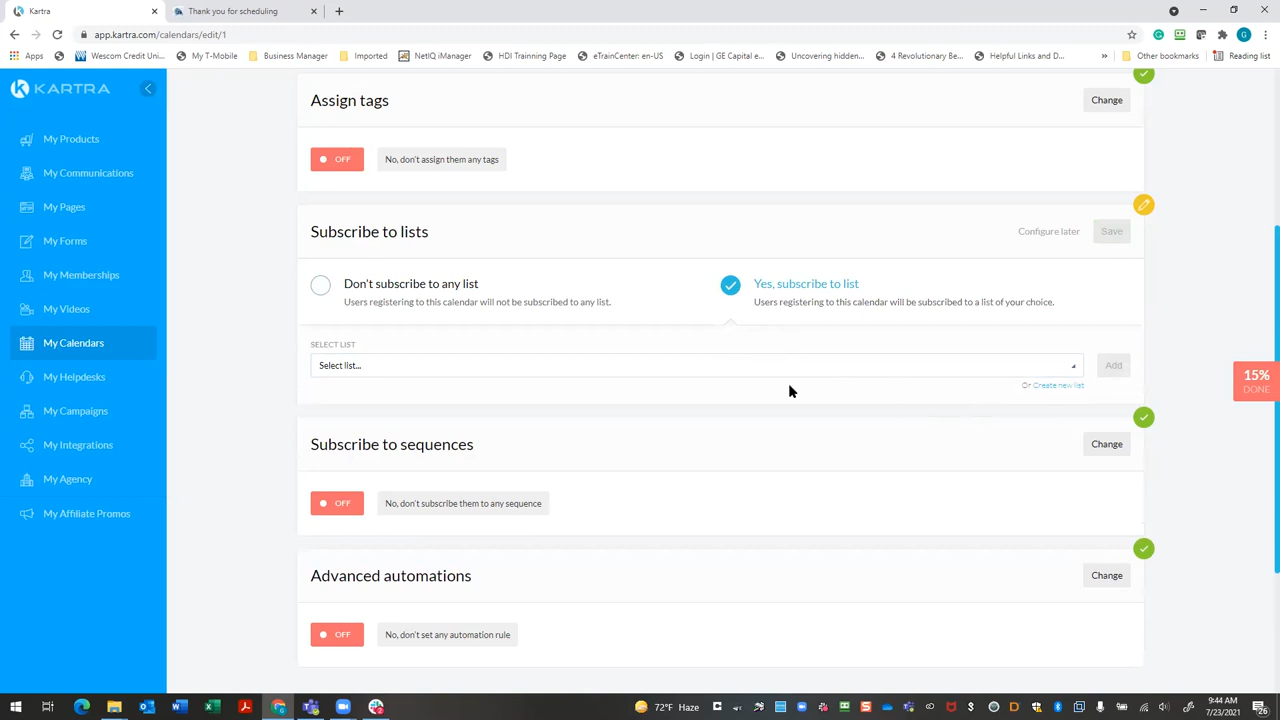 Kartra
Thank you for scheduling
app.kartra.com/calendars/edit/1
G
Apps
Wescom Credit Uni...
My T-Mobile
Business Manager
Imported
NetIQ iManager
HDI Training Page
eTrainCenter: en-US
Login | GE Capital e...
Uncovering hidden...
4 Revolutionary Be...
Helpful Links and D...
Other bookmarks
Reading list
KARTRA
My Products
My Communications
My Pages
My Forms
My Memberships
My Videos
My Calendars
My Helpdesks
My Campaigns
My Integrations
My Agency
My Affiliate Promos
Assign tags
Change
OFF
No, don't assign them any tags
Subscribe to lists
Configure later
Save
Don't subscribe to any list
Users registering to this calendar will not be subscribed to any list.
Yes, subscribe to list
Users registering to this calendar will be subscribed to a list of your choice.
SELECT LIST
Select list...
Add
Or Create new list
Subscribe to sequences
Change
OFF
No, don't subscribe them to any sequence
Advanced automations
Change
OFF
No, don't set any automation rule
15%
DONE
72°F Haze
9:44 AM
7/23/2021
26